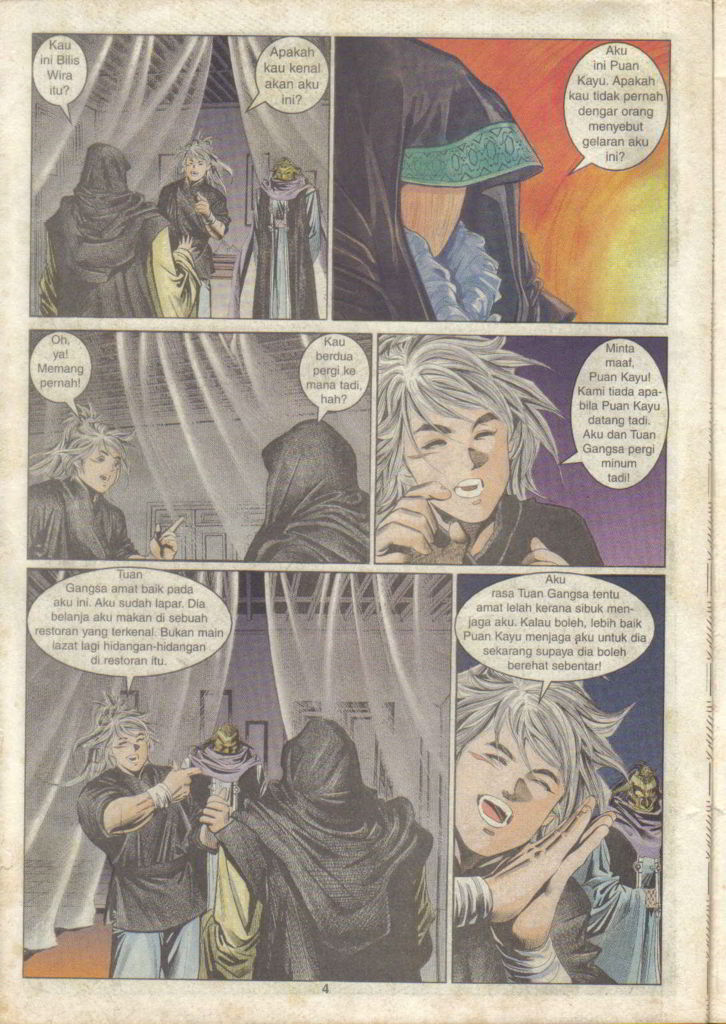 Kau
ini Bilis
Wira
itu?
Apakah
kau kenal
akan aku
ini?
Aku
ini Puan
Kayu. Apakah
kau tidak pernah
dengar orang
menyebut
gelaran aku
ini?
Oh,
ya!
Memang
pernah!
Kau
berdua
pergi ke
mana tadi,
hah?
Minta
maaf,
Puan Kayu!
Kami tiada apa-
bila Puan Kayu
datang tadi.
Aku dan Tuan
Gangsa pergi
minum
tadi!
Tuan
Gangsa amat baik pada
aku ini. Aku sudah lapar. Dia
belanja aku makan di sebuah
restoran yang terkenal. Bukan main
lazat lagi hidangan-hidangan
di restoran itu.
Aku
rasa Tuan Gangsa tentu
amat lelah kerana sibuk men-
jaga aku. Kalau boleh, lebih baik
Puan Kayu menjaga aku untuk dia
sekarang supaya dia boleh
berehat sebentar!
4